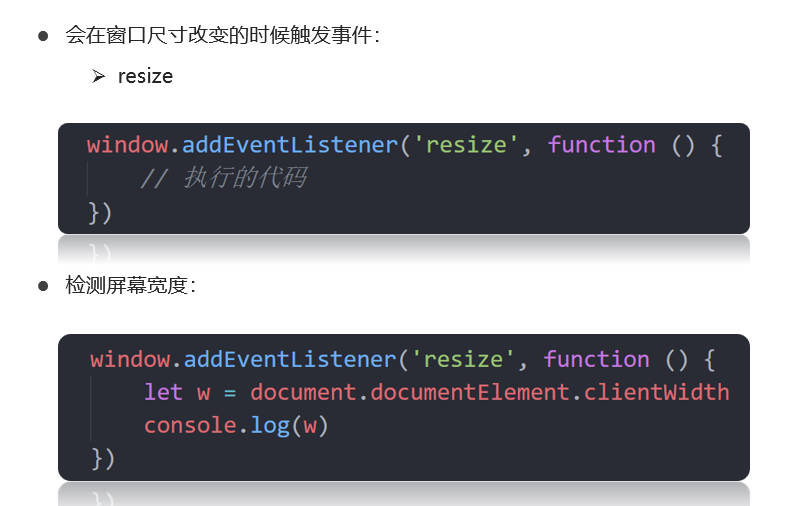 ● 会在窗口尺寸改变的时候触发事件：
➢ resize
window.addEventListener('resize', function () {
    // 执行的代码
})
● 检测屏幕宽度：
window.addEventListener('resize', function () {
    let w = document.documentElement.clientWidth
    console.log(w)
})